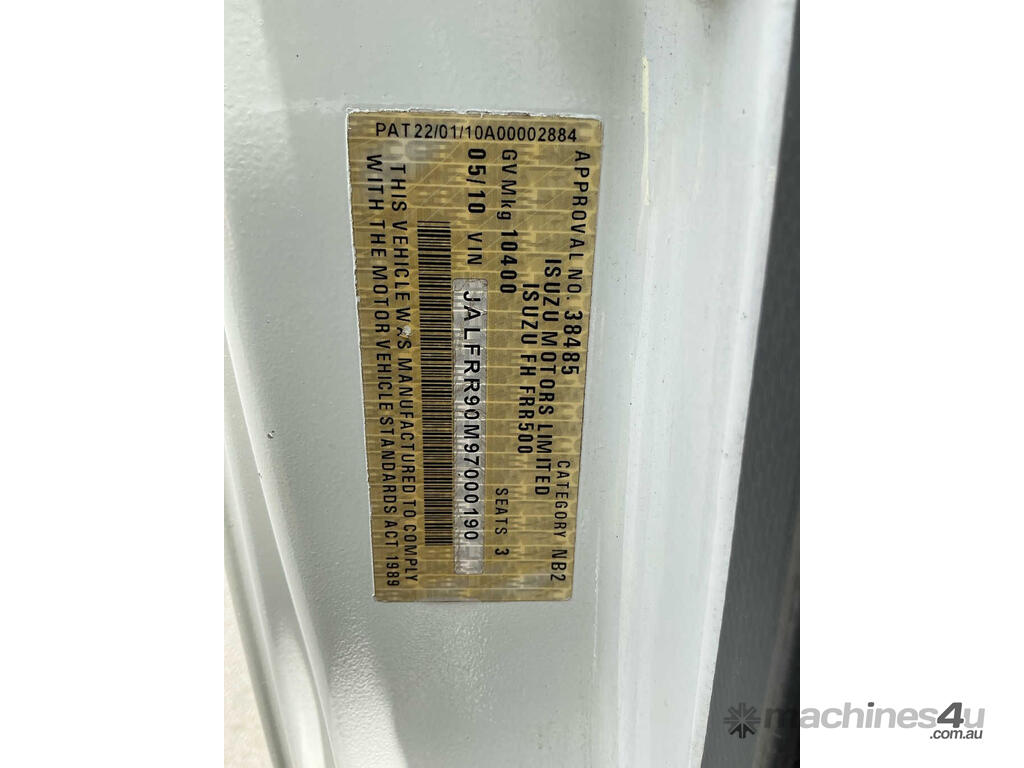 PAT22/01/10A00002884
APPROVAL NO. 38485 CATEGORY NB2
ISUZU MOTORS LIMITED
ISUZU FH FRR500
GVMkg 10400 SEATS 3
05/10 VIN JALFRR90M97000190
THIS VEHICLE WAS MANUFACTURED TO COMPLY
WITH THE MOTOR VEHICLE STANDARDS ACT 1989
machines4u
.com.au